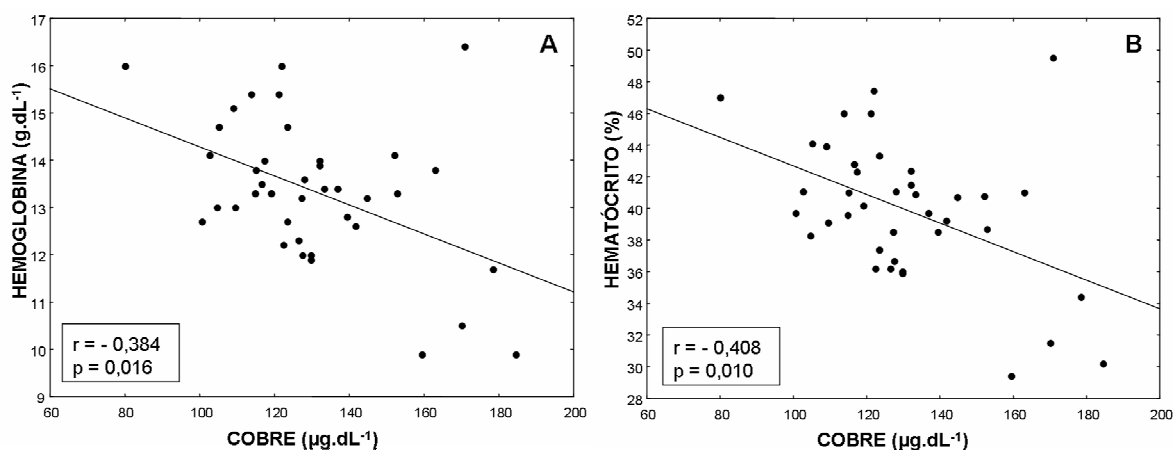 A
HEMOGLOBINA (g.dL-1)
17
16
15
14
13
12
11
10
9
r = - 0,384
p = 0,016
60 80 100 120 140 160 180 200
COBRE (µg.dL-1)
B
HEMATÓCRITO (%)
52
50
48
46
44
42
40
38
36
34
32
30
28
r = - 0,408
p = 0,010
60 80 100 120 140 160 180 200
COBRE (µg.dL-1)